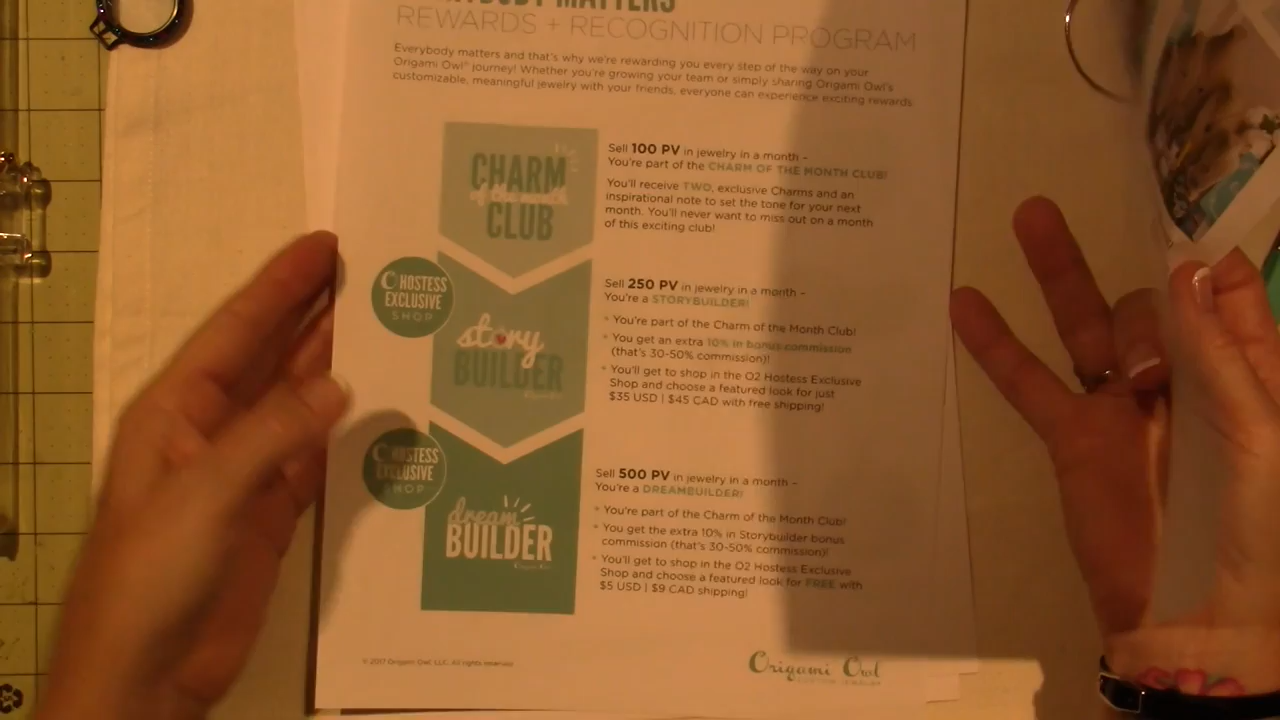 MATTERS
REWARDS + RECOGNITION PROGRAM
Everybody matters and that's why we're rewarding you every step of the way on your
Origami Owl® journey! Whether you're growing your team or simply sharing Origami Owl's
customizable, meaningful jewelry with your friends, everyone can experience exciting rewards
CHARM
of the month
CLUB
Sell 100 PV in jewelry in a month –
You're part of the CHARM OF THE MONTH CLUB!
You'll receive TWO, exclusive Charms and an
inspirational note to set the tone for your next
month. You'll never want to miss out on a month
of this exciting club!
HOSTESS
EXCLUSIVE
SHOP
story
BUILDER
Sell 250 PV in jewelry in a month –
You're a STORYBUILDER!
• You're part of the Charm of the Month Club!
• You get an extra 10% in bonus commission
(that's 30-50% commission)!
• You'll get to shop in the O2 Hostess Exclusive
Shop and choose a featured look for just
$35 USD | $45 CAD with free shipping!
HOSTESS
EXCLUSIVE
SHOP
dream
BUILDER
Sell 500 PV in jewelry in a month –
You're a DREAMBUILDER!
• You're part of the Charm of the Month Club!
• You get the extra 10% in Storybuilder bonus
commission (that's 30-50% commission)!
• You'll get to shop in the O2 Hostess Exclusive
Shop and choose a featured look for FREE with
$5 USD | $9 CAD shipping!
© 2017 Origami Owl, LLC. All rights reserved
Origami Owl
CUSTOM JEWELRY